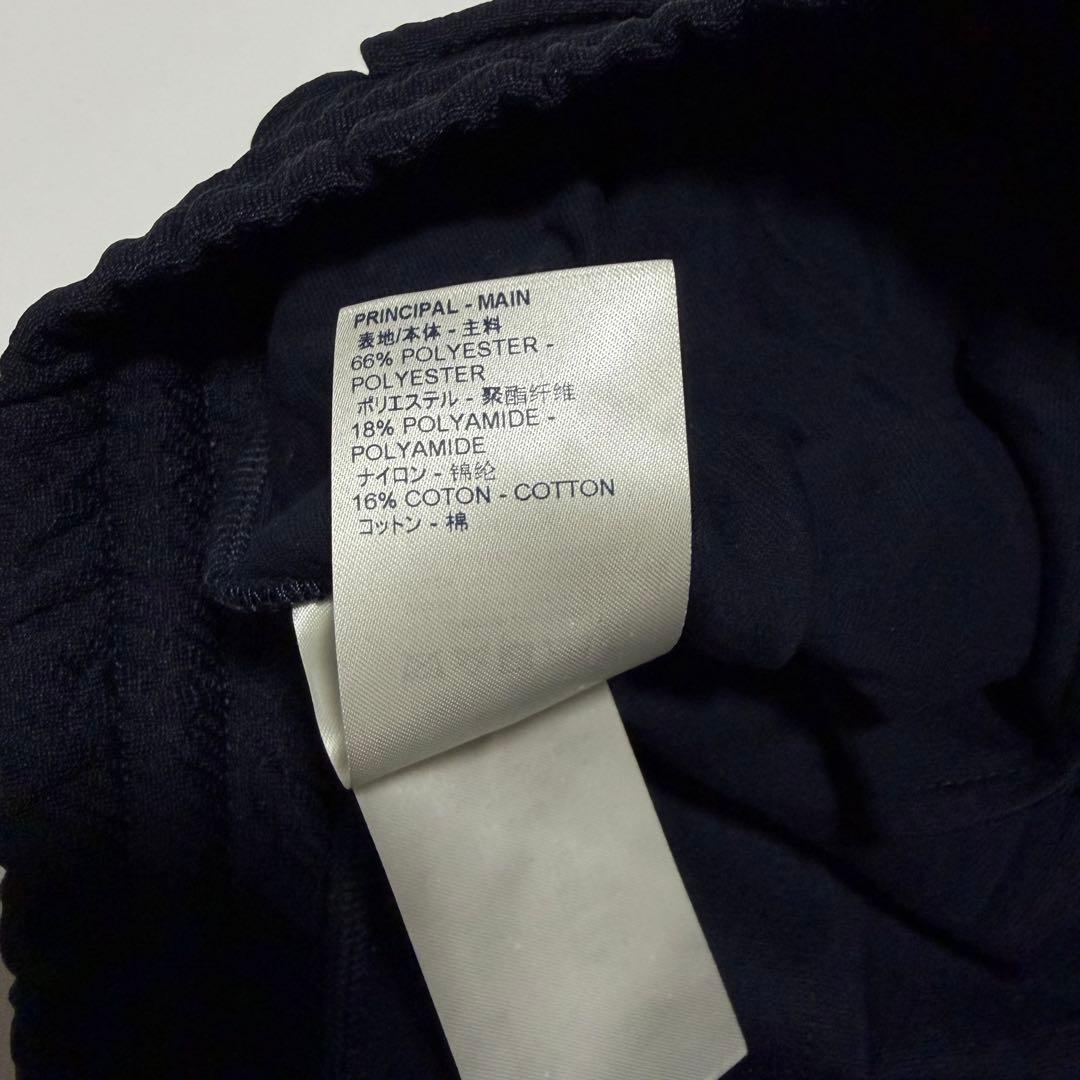 PRINCIPAL - MAIN
表地/本体 - 主料
66% POLYESTER -
POLYESTER
ポリエステル - 聚酯纤维
18% POLYAMIDE -
POLYAMIDE
ナイロン - 锦纶
16% COTON - COTTON
コットン - 棉